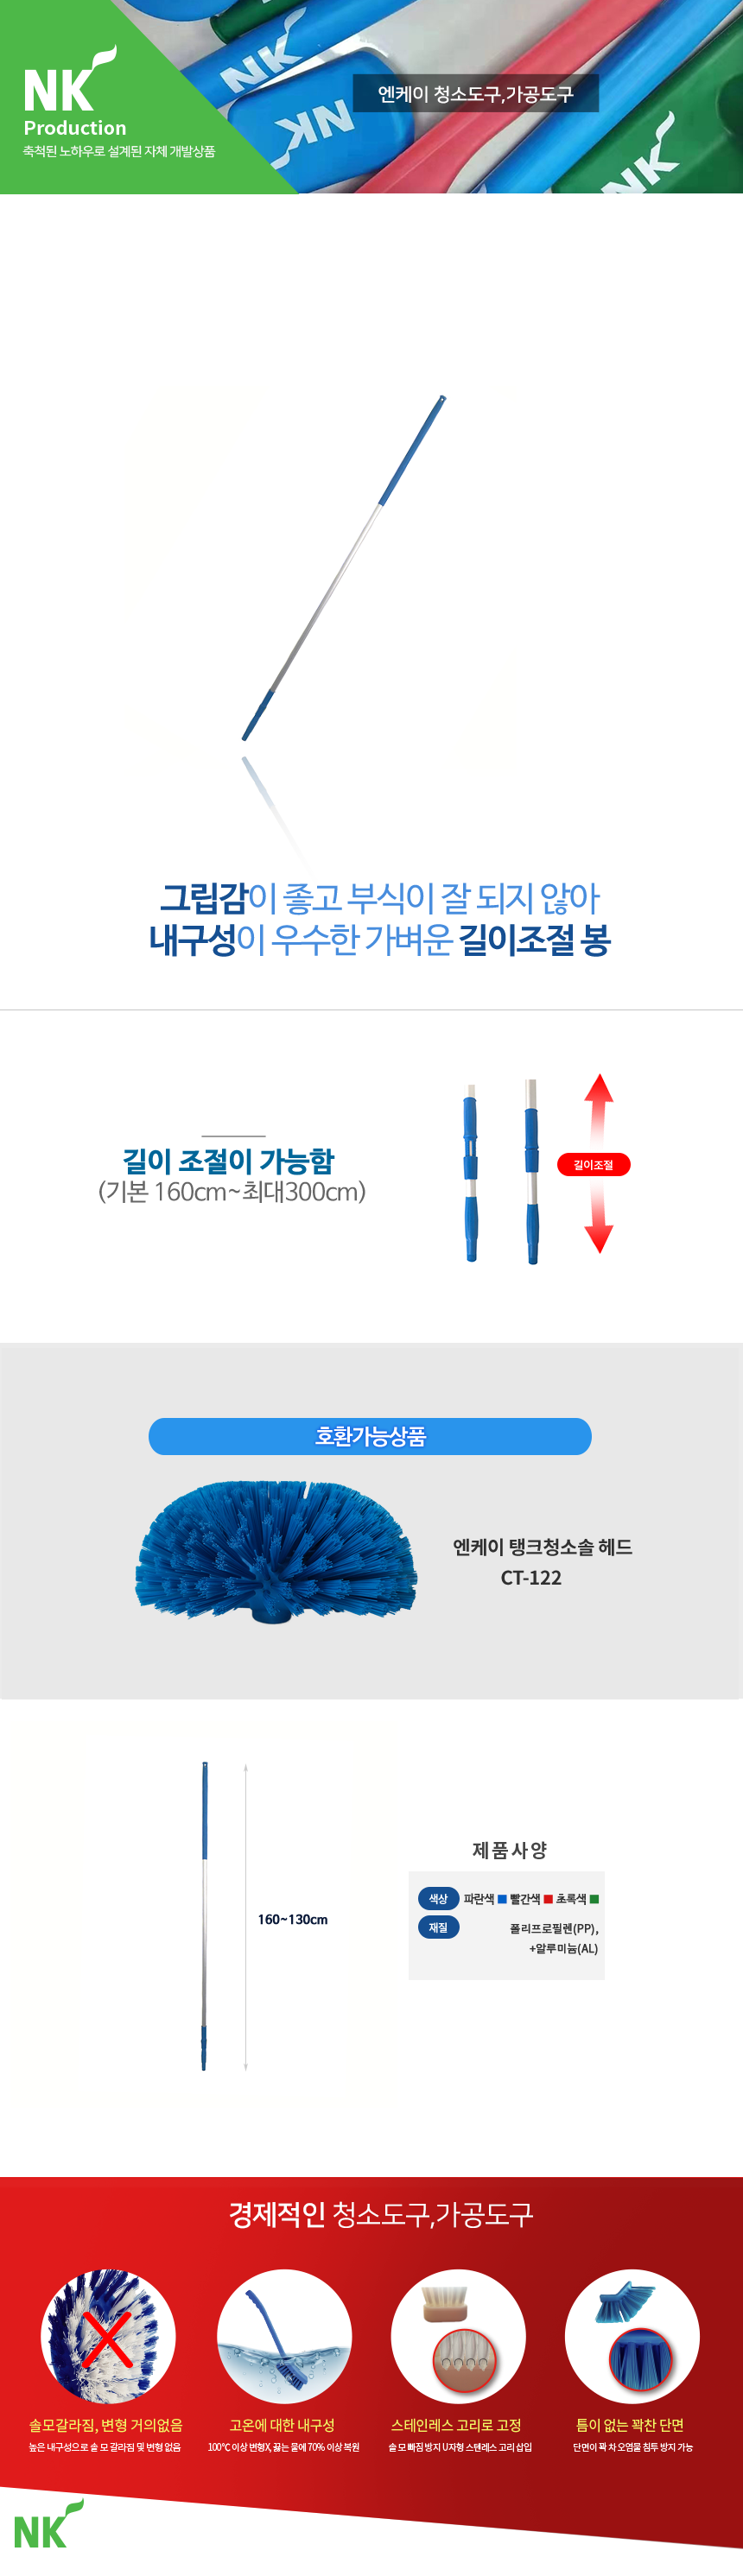 NK
Production
축척된 노하우로 설계된 자체 개발상품
NK
NK
NK
엔케이 청소도구,가공도구
그립감이 좋고 부식이 잘 되지 않아
내구성이 우수한 가벼운 길이조절 봉
길이 조절이 가능함
(기본 160cm~최대300cm)
길이조절
호환가능상품
엔케이 탱크청소솔 헤드
CT-122
160~130cm
제품사양
색상 파란색 빨간색 초록색
재질 폴리프로필렌(PP),
+알루미늄(AL)
경제적인 청소도구,가공도구
솔모갈라짐, 변형 거의없음
높은 내구성으로 솔 모 갈라짐 및 변형 없음
고온에 대한 내구성
100℃ 이상 변형X, 끓는 물에 70% 이상 복원
스테인레스 고리로 고정
솔 모 빠짐 방지 U자형 스텐레스 고리 삽입
틈이 없는 꽉찬 단면
단면이 꽉 차 오염물 침투 방지 가능
NK